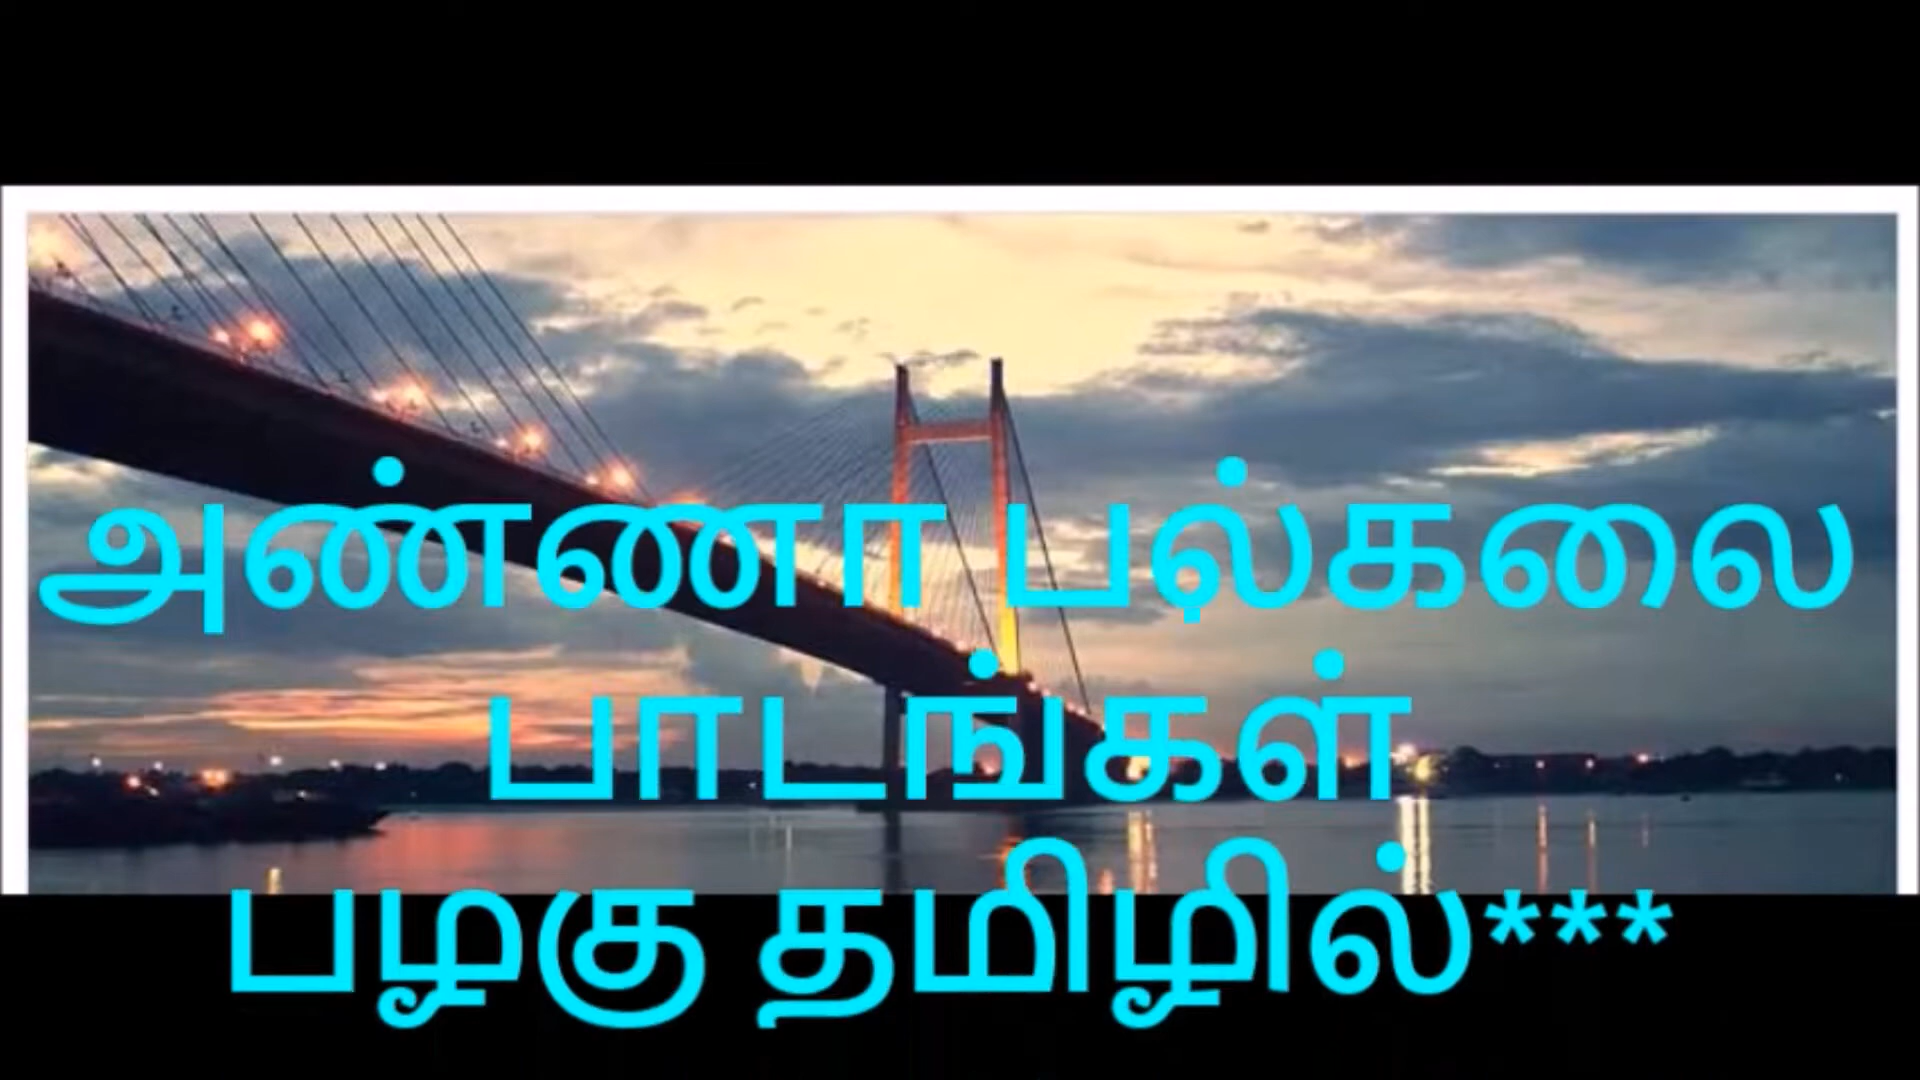 அண்ணா பல்கலை
பாடங்கள்
பழகு தமிழில்***